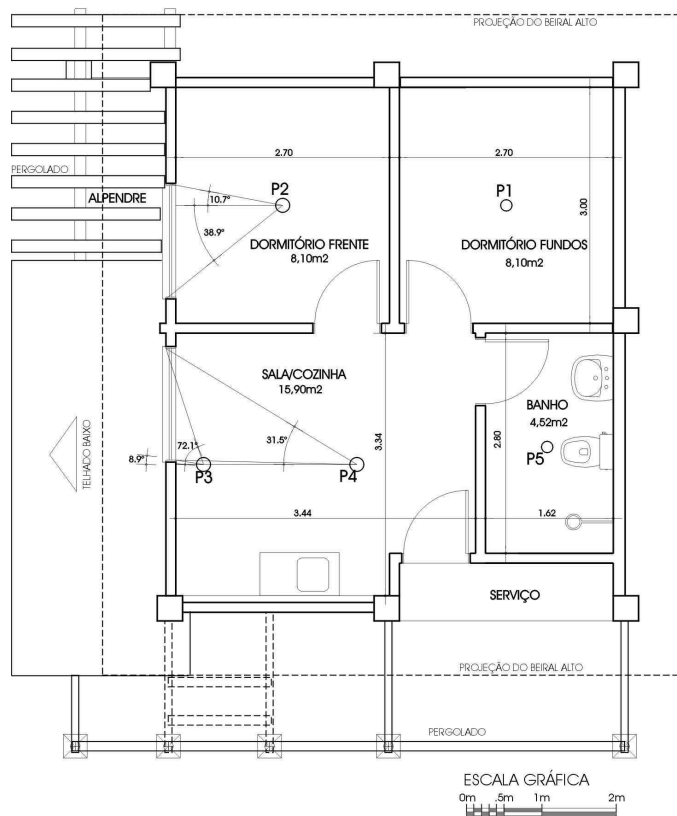 PROJEÇÃO DO BEIRAL ALTO
2.70
2.70
PERGOLADO
ALPENDRE
P2
P1
10.7°
3.00
38.9°
DORMITÓRIO FRENTE
8,10m2
DORMITÓRIO FUNDOS
8,10m2
SALA/COZINHA
15,90m2
BANHO
4,52m2
TELHADO BAIXO
72.1°
31.5°
3.34
2.80
8.9°
P3
P4
P5
3.44
1.62
SERVIÇO
PROJEÇÃO DO BEIRAL ALTO
PERGOLADO
ESCALA GRÁFICA
0m .5m 1m 2m